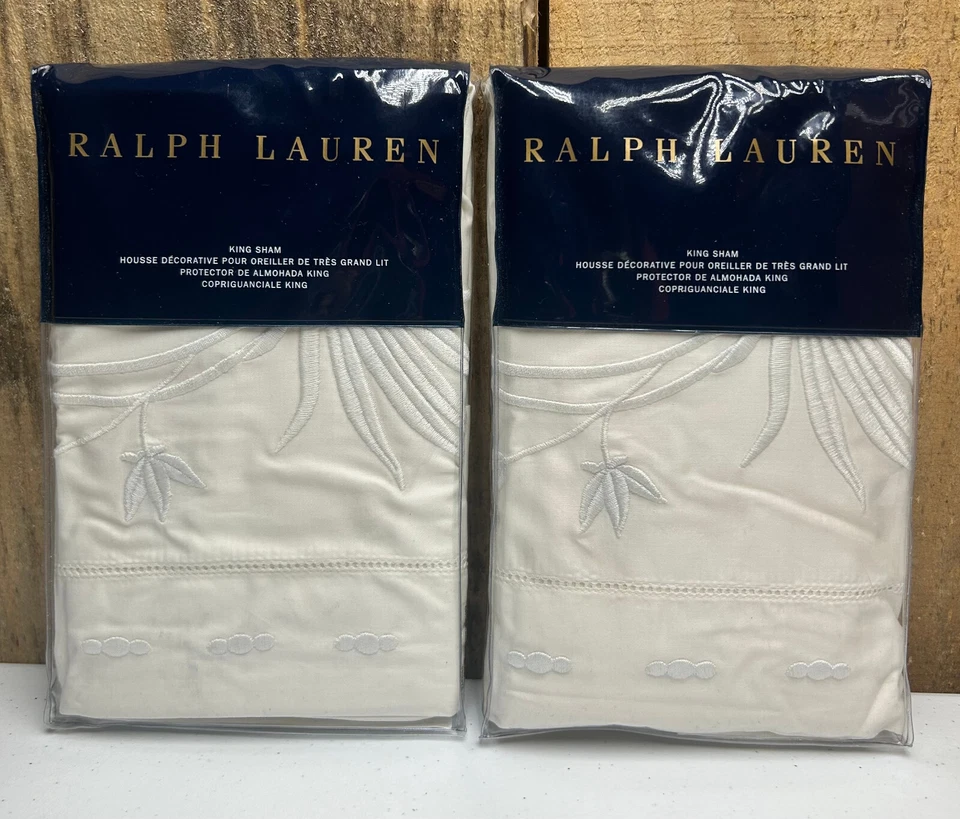 RALPH LAUREN
KING SHAM
HOUSSE DÉCORATIVE POUR OREILLER DE TRÈS GRAND LIT
PROTECTOR DE ALMOHADA KING
COPRIGUANCIALE KING
RALPH LAUREN
KING SHAM
HOUSSE DÉCORATIVE POUR OREILLER DE TRÈS GRAND LIT
PROTECTOR DE ALMOHADA KING
COPRIGUANCIALE KING